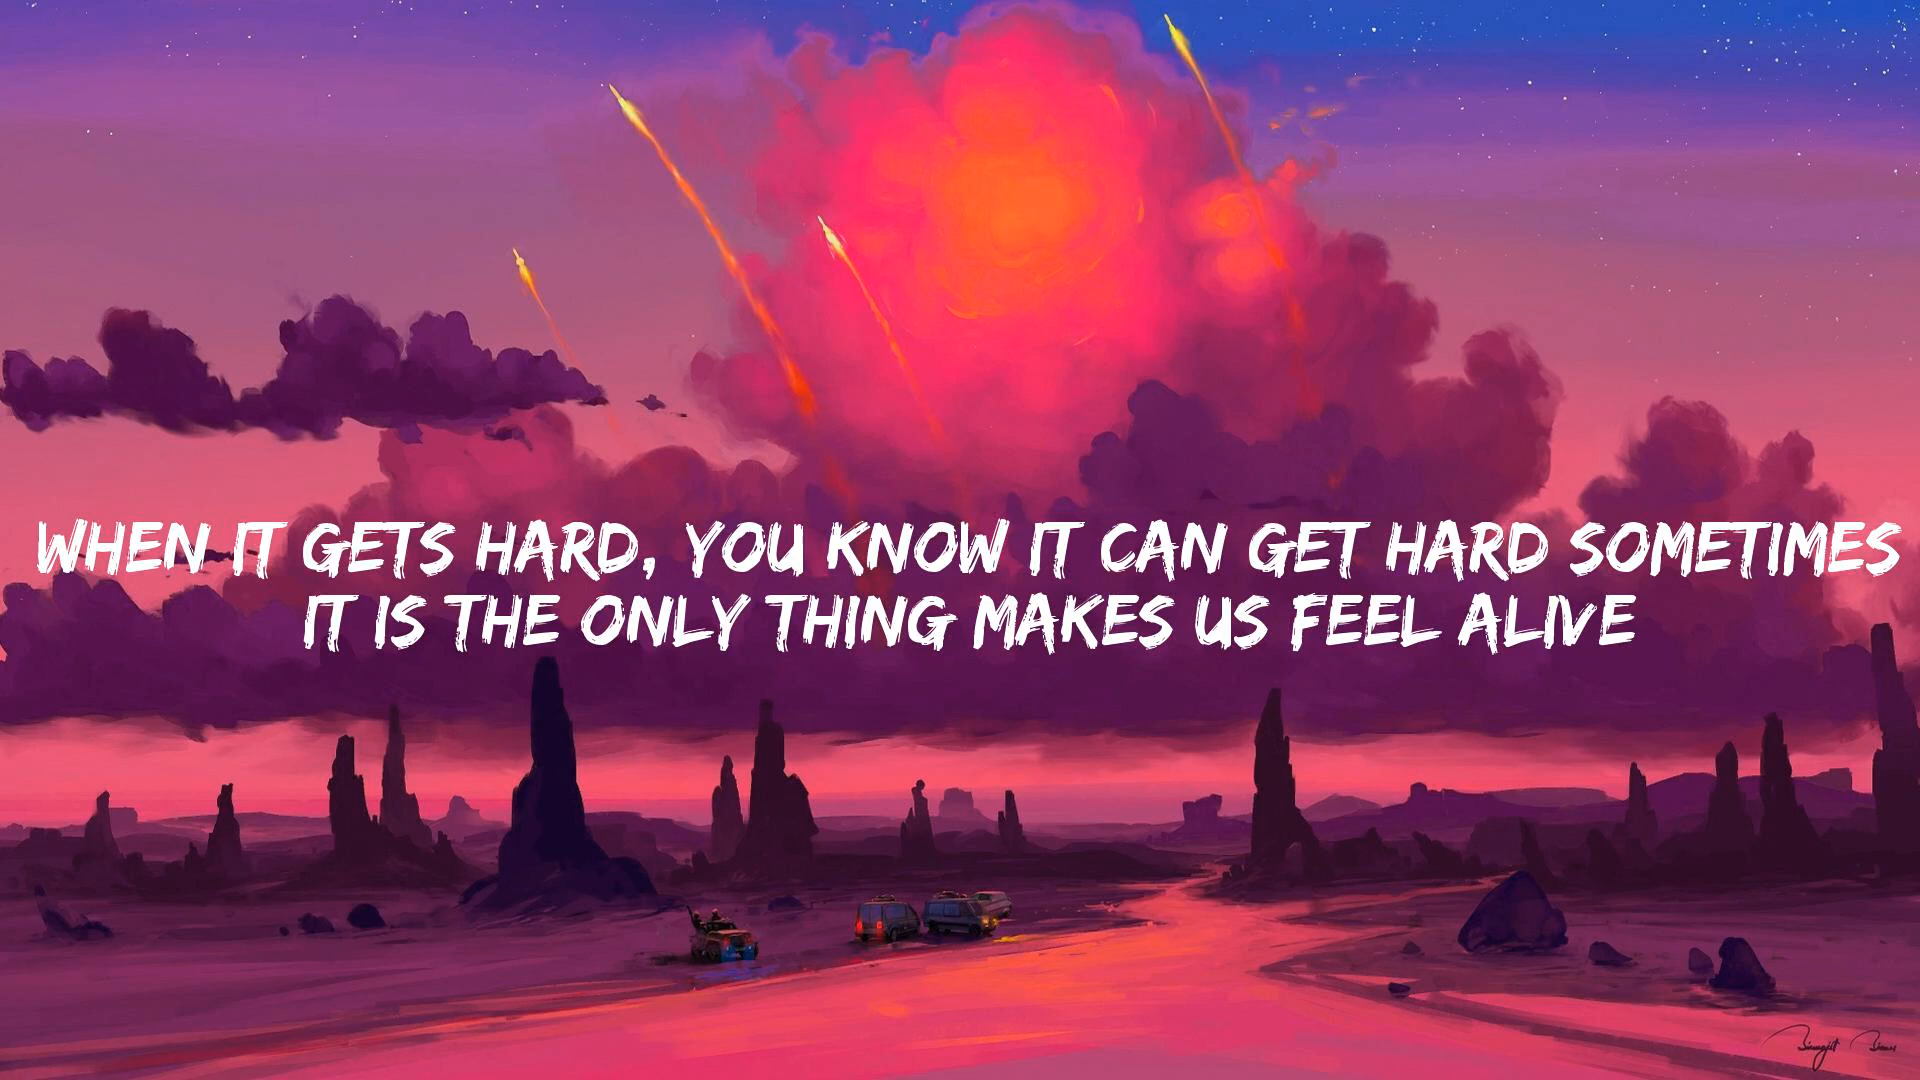 WHEN IT GETS HARD, YOU KNOW IT CAN GET HARD SOMETIMES
IT IS THE ONLY THING MAKES US FEEL ALIVE